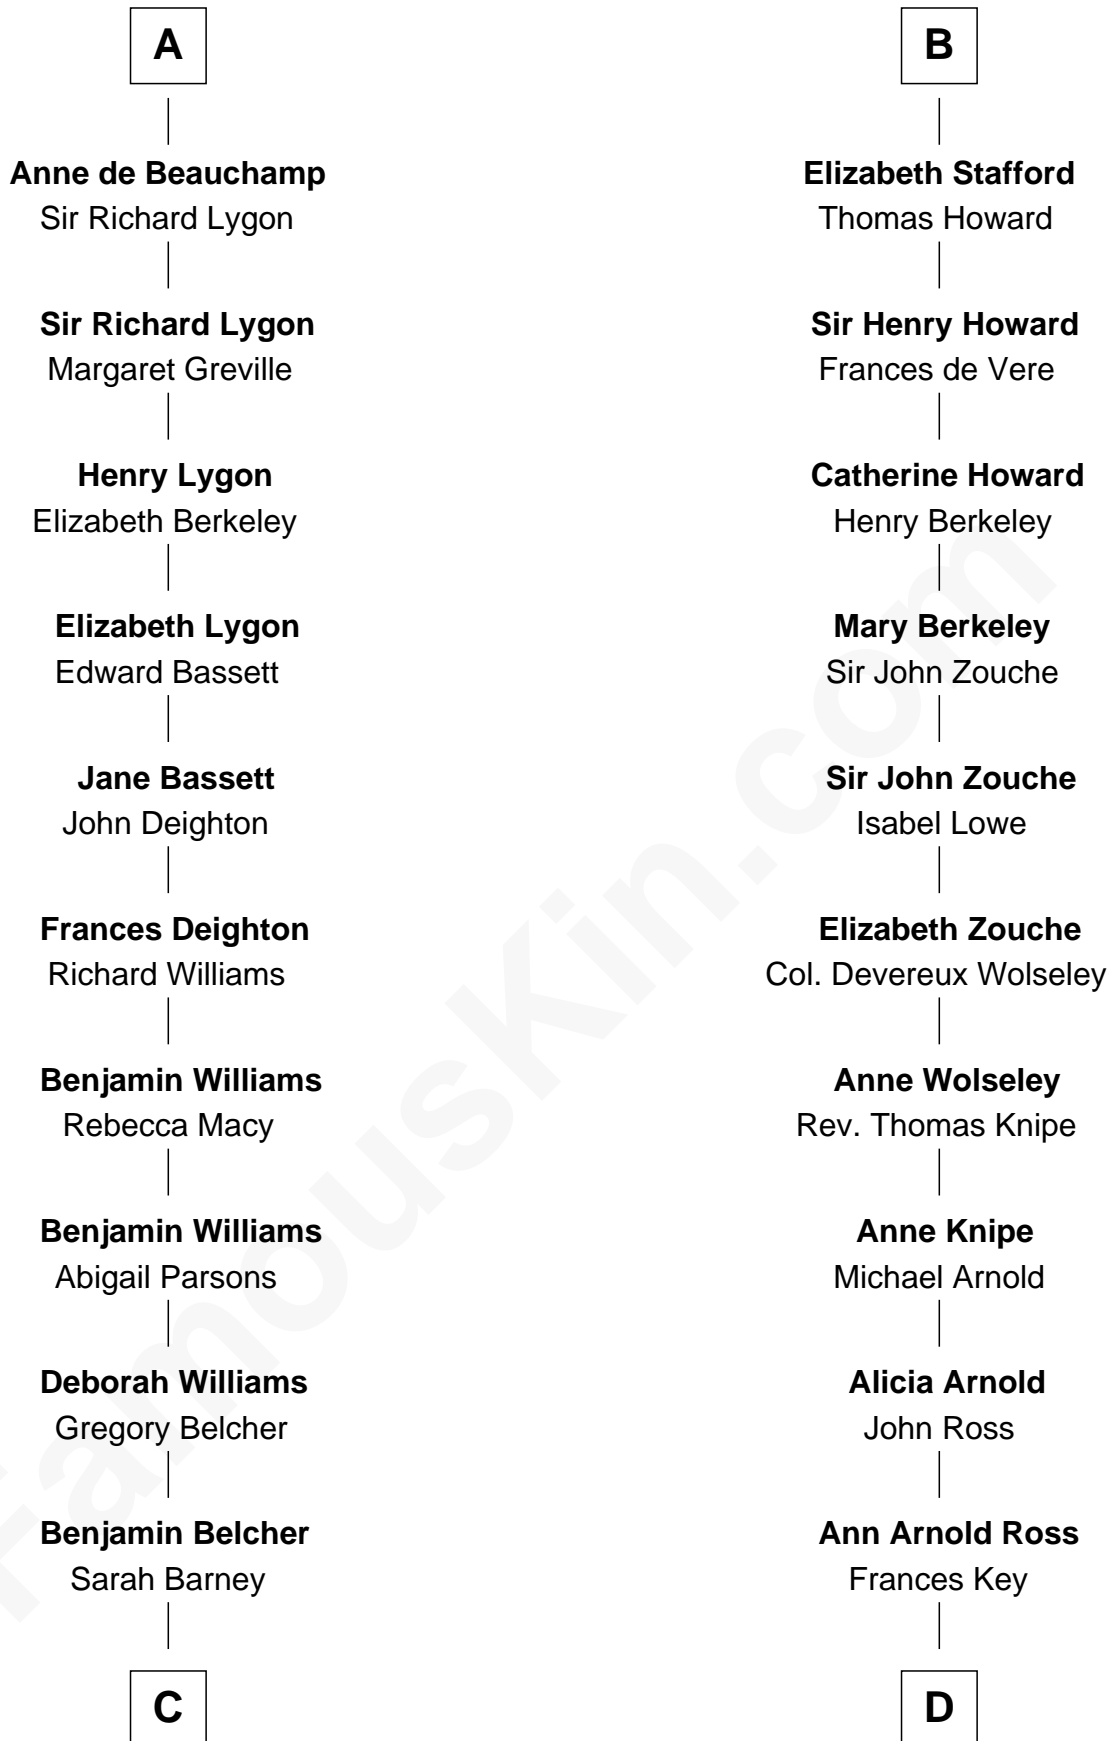 A
Anne de Beauchamp
Sir Richard Lygon
Sir Richard Lygon
Margaret Greville
Henry Lygon
Elizabeth Berkeley
Elizabeth Lygon
Edward Bassett
Jane Bassett
John Deighton
Frances Deighton
Richard Williams
Benjamin Williams
Rebecca Macy
Benjamin Williams
Abigail Parsons
Deborah Williams
Gregory Belcher
Benjamin Belcher
Sarah Barney
C
B
Elizabeth Stafford
Thomas Howard
Sir Henry Howard
Frances de Vere
Catherine Howard
Henry Berkeley
Mary Berkeley
Sir John Zouche
Sir John Zouche
Isabel Lowe
Elizabeth Zouche
Col. Devereux Wolseley
Anne Wolseley
Rev. Thomas Knipe
Anne Knipe
Michael Arnold
Alicia Arnold
John Ross
Ann Arnold Ross
Frances Key
D
FamousKin.com